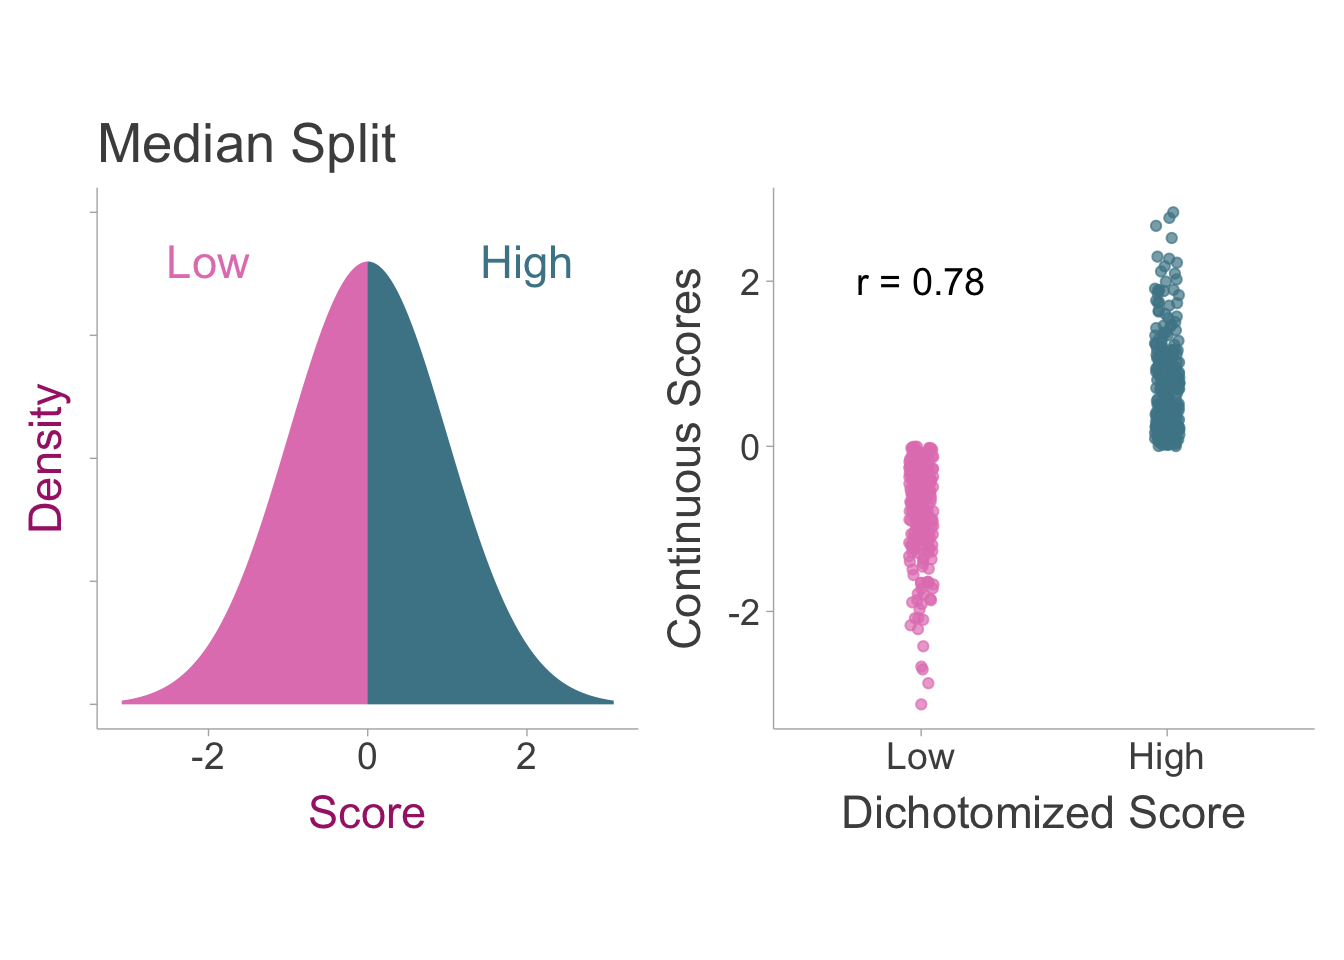 Median Split
Low
High
Density
-2
0
2
Score
r = 0.78
Continuous Scores
2
0
-2
Low
High
Dichotomized Score